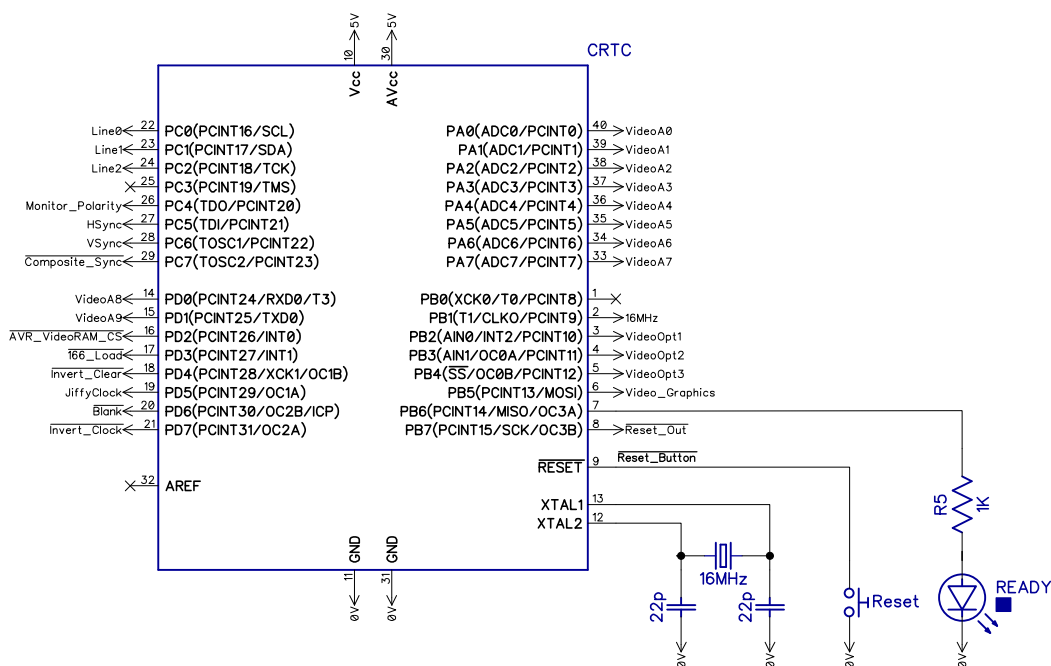 5V 5V
10 30
CRTC
Vcc AVcc
Line0 22 PC0(PCINT16/SCL) PA0(ADC0/PCINT0) 40 VideoA0
Line1 23 PC1(PCINT17/SDA) PA1(ADC1/PCINT1) 39 VideoA1
Line2 24 PC2(PCINT18/TCK) PA2(ADC2/PCINT2) 38 VideoA2
25 PC3(PCINT19/TMS) PA3(ADC3/PCINT3) 37 VideoA3
Monitor_Polarity 26 PC4(TDO/PCINT20) PA4(ADC4/PCINT4) 36 VideoA4
HSync 27 PC5(TDI/PCINT21) PA5(ADC5/PCINT5) 35 VideoA5
VSync 28 PC6(TOSC1/PCINT22) PA6(ADC6/PCINT6) 34 VideoA6
Composite_Sync 29 PC7(TOSC2/PCINT23) PA7(ADC7/PCINT7) 33 VideoA7
VideoA8 14 PD0(PCINT24/RXD0/T3) PB0(XCK0/T0/PCINT8) 1
VideoA9 15 PD1(PCINT25/TXD0) PB1(T1/CLKO/PCINT9) 2 16MHz
AVR_VideoRAM_CS 16 PD2(PCINT26/INT0) PB2(AIN0/INT2/PCINT10) 3 VideoOpt1
166_Load 17 PD3(PCINT27/INT1) PB3(AIN1/OC0A/PCINT11) 4 VideoOpt2
Invert_Clear 18 PD4(PCINT28/XCK1/OC1B) PB4(SS/OC0B/PCINT12) 5 VideoOpt3
JiffyClock 19 PD5(PCINT29/OC1A) PB5(PCINT13/MOSI) 6 Video_Graphics
Blank 20 PD6(PCINT30/OC2B/ICP) PB6(PCINT14/MISO/OC3A) 7
Invert_Clock 21 PD7(PCINT31/OC2A) PB7(PCINT15/SCK/OC3B) 8 Reset_Out
RESET 9 Reset_Button
32 AREF
XTAL1 13
XTAL2 12
R5 1K
GND GND
11 31
0V 0V
16MHz
22p 22p
Reset
READY
0V 0V 0V 0V